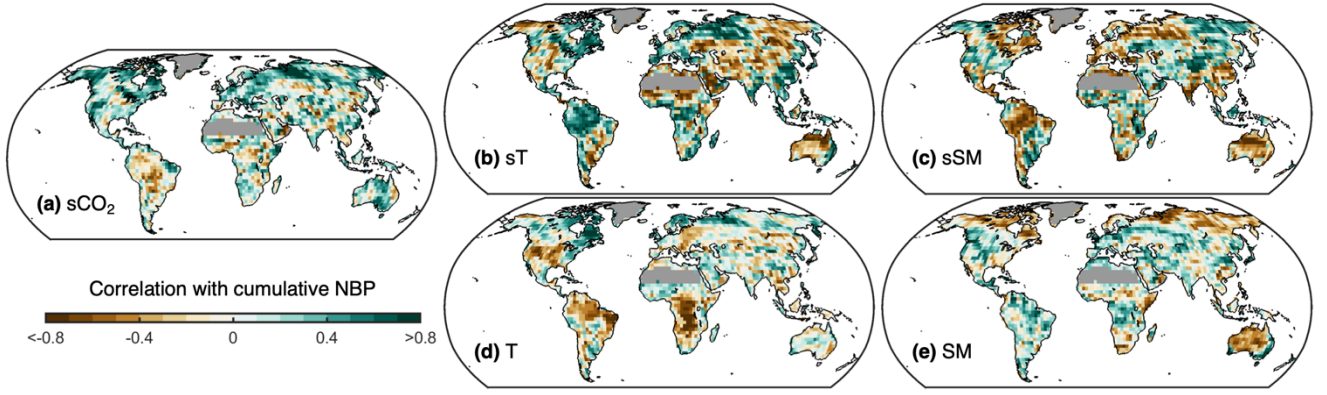 (a) sCO₂
Correlation with cumulative NBP
<-0.8 -0.4 0 0.4 >0.8
(b) sT
(c) sSM
(d) T
(e) SM